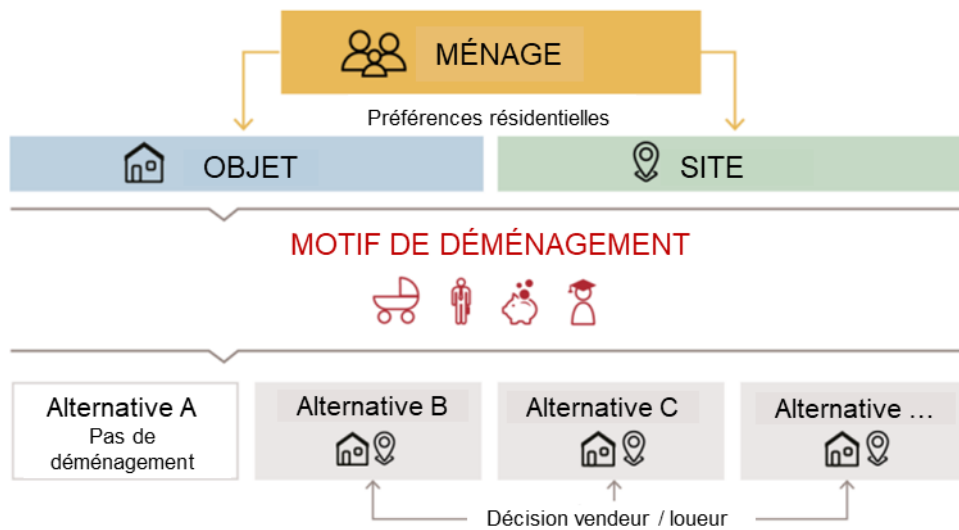 MÉNAGE
Préférences résidentielles
OBJET
SITE
MOTIF DE DÉMÉNAGEMENT
Alternative A
Pas de
déménagement
Alternative B
Alternative C
Alternative …
Décision vendeur / loueur